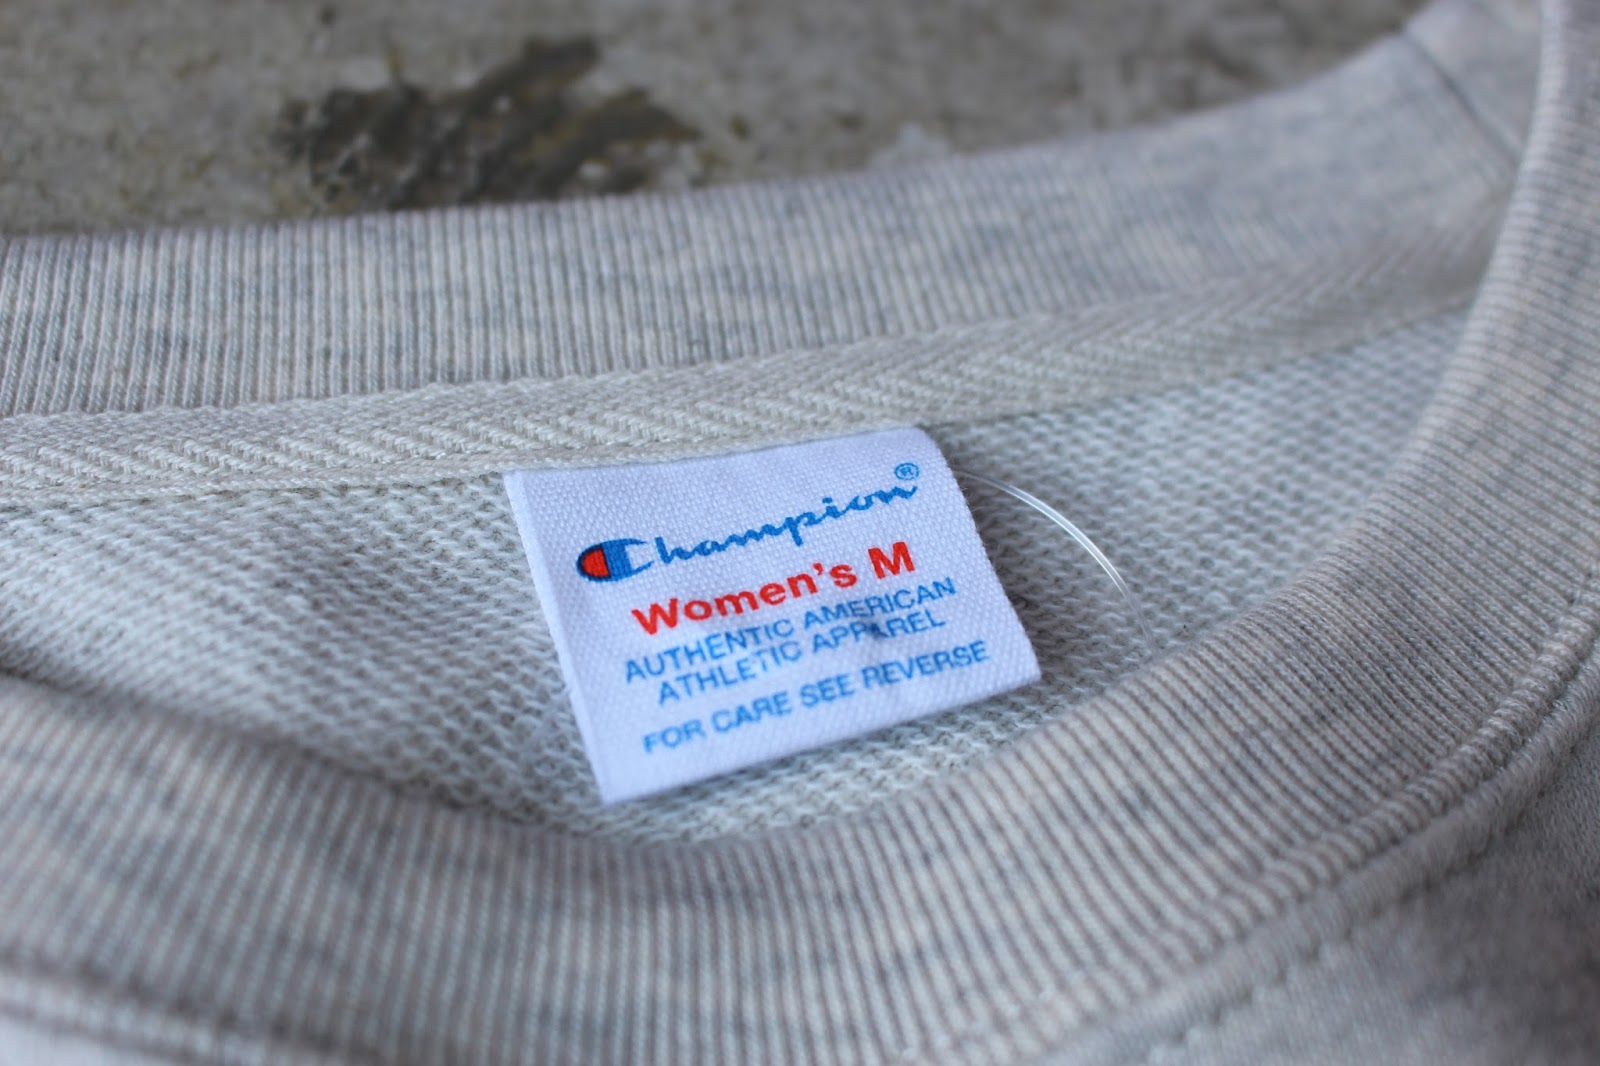 Champion®
Women's M
AUTHENTIC AMERICAN
ATHLETIC APPAREL
FOR CARE SEE REVERSE